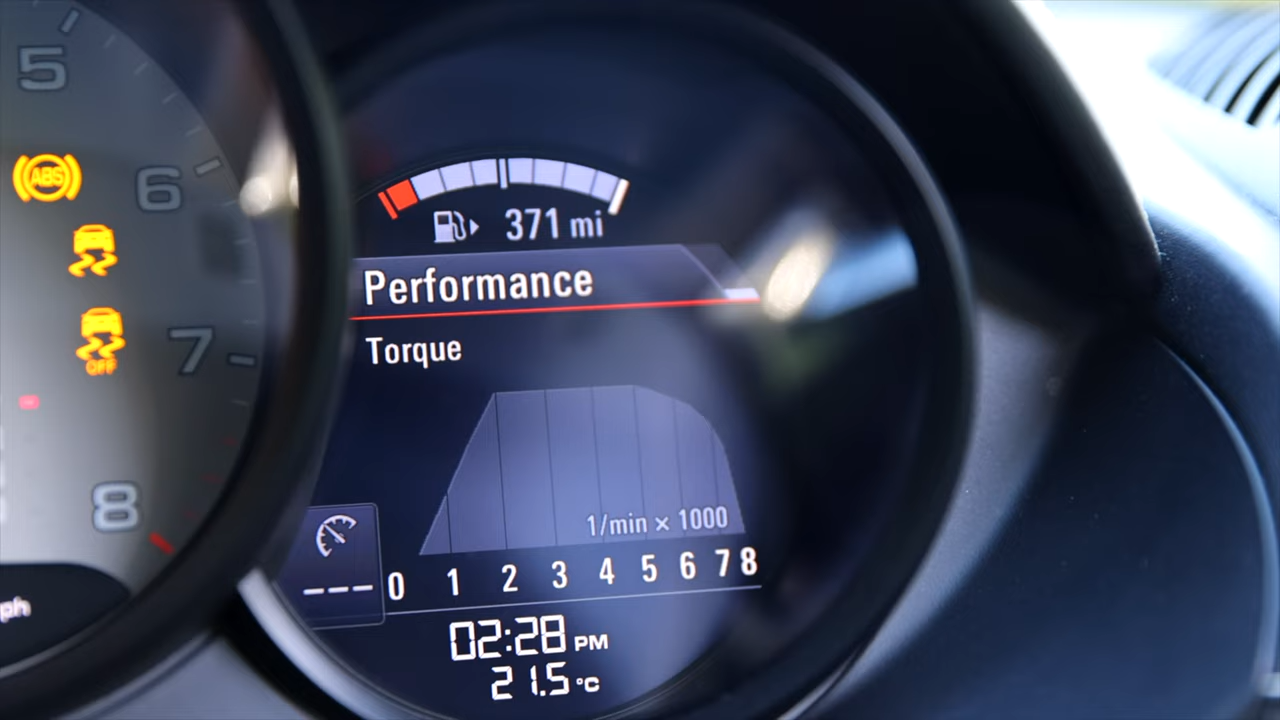 5
ABS
6
7
OFF
8
ph
371 mi
Performance
Torque
1/min × 1000
0 1 2 3 4 5 6 7 8
---
02:28 PM
21.5 °C